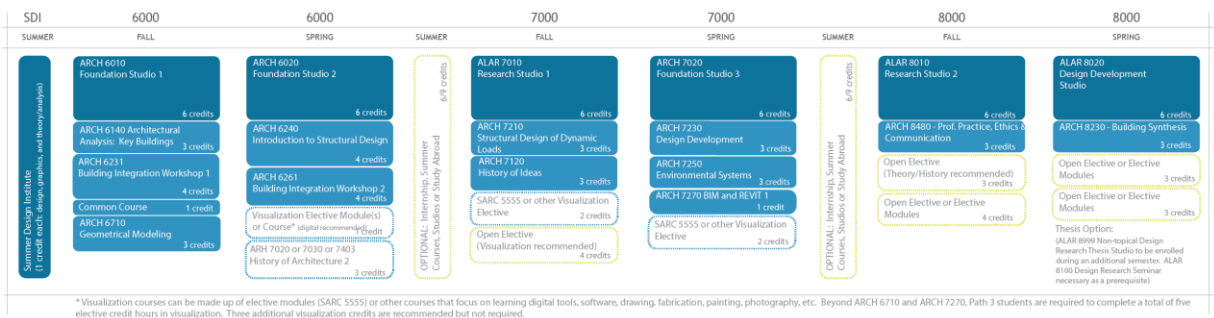 SDI
6000
6000
7000
7000
8000
8000
SUMMER
FALL
SPRING
SUMMER
FALL
SPRING
SUMMER
FALL
SPRING
Summer Design Institute
(1 credit each: design, graphics, and theory/analysis)
ARCH 6010
Foundation Studio 1
6 credits
ARCH 6140 Architectural
Analysis: Key Buildings
3 credits
ARCH 6231
Building Integration Workshop 1
4 credits
Common Course
1 credit
ARCH 6710
Geometrical Modeling
3 credits
ARCH 6020
Foundation Studio 2
6 credits
ARCH 6240
Introduction to Structural Design
4 credits
ARCH 6261
Building Integration Workshop 2
4 credits
Visualization Elective Module(s)
or Course* (digital recommended)
1 credit
ARH 7020 or 7030 or 7403
History of Architecture 2
3 credits
6/9 credits
OPTIONAL: Internship, Summer
Courses, Studios or Study Abroad
ALAR 7010
Research Studio 1
6 credits
ARCH 7210
Structural Design of Dynamic
Loads
3 credits
ARCH 7120
History of Ideas
3 credits
SARC 5555 or other Visualization
Elective
2 credits
Open Elective
(Visualization recommended)
4 credits
ARCH 7020
Foundation Studio 3
6 credits
ARCH 7230
Design Development
3 credits
ARCH 7250
Environmental Systems
3 credits
ARCH 7270 BIM and REVIT 1
1 credit
SARC 5555 or other Visualization
Elective
2 credits
6/9 credits
OPTIONAL: Internship, Summer
Courses, Studios or Study Abroad
ALAR 8010
Research Studio 2
6 credits
ARCH 8480 - Prof. Practice, Ethics &
Communication
3 credits
Open Elective
(Theory/History recommended)
3 credits
Open Elective or Elective
Modules
4 credits
ALAR 8020
Design Development
Studio
6 credits
ARCH 8230 - Building Synthesis
3 credits
Open Elective or Elective
Modules
3 credits
Open Elective or Elective
Modules
3 credits
Thesis Option:
(ALAR 8999 Non-topical Design
Research Thesis Studio to be enrolled
during an additional semester. ALAR
8100 Design Research Seminar
necessary as a prerequisite)
* Visualization courses can be made up of elective modules (SARC 5555) or other courses that focus on learning digital tools, software, drawing, fabrication, painting, photography, etc. Beyond ARCH 6710 and ARCH 7270, Path 3 students are required to complete a total of five
elective credit hours in visualization. Three additional visualization credits are recommended but not required.